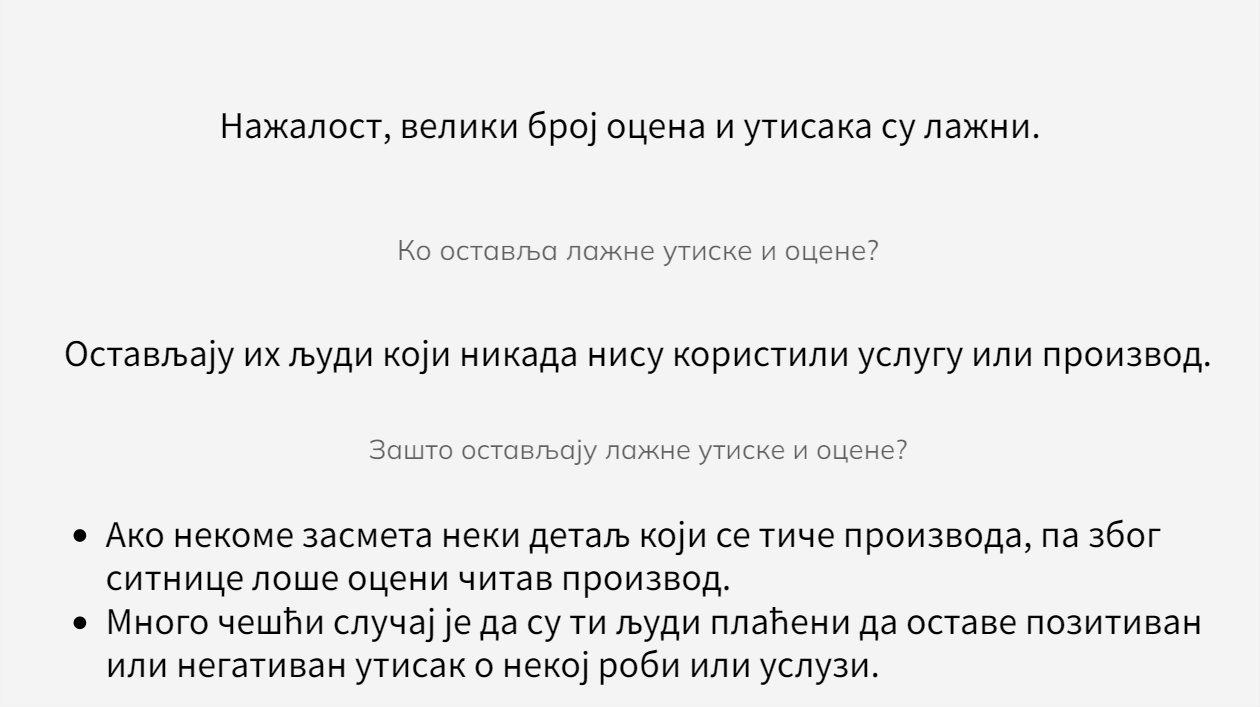 Нажалост, велики број оцена и утисака су лажни.
Ко оставља лажне утиске и оцене?
Остављају их људи који никада нису користили услугу или производ.
Зашто остављају лажне утиске и оцене?
• Ако некоме засмета неки детаљ који се тиче производа, па због
ситнице лоше оцени читав производ.
• Много чешћи случај је да су ти људи плаћени да оставе позитиван
или негативан утисак о некој роби или услузи.